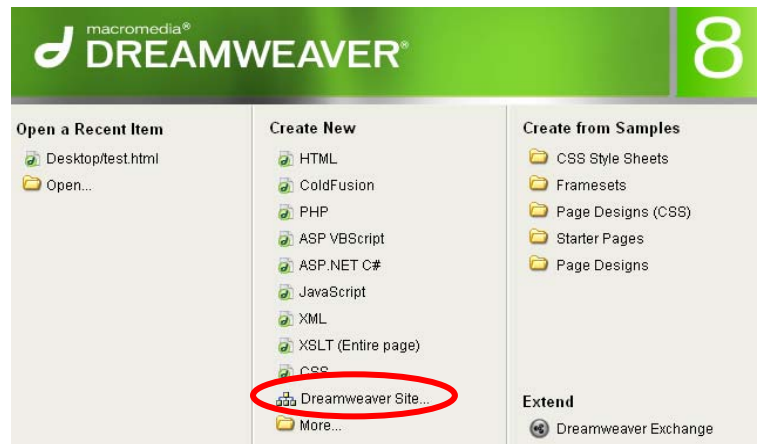 macromedia®
DREAMWEAVER®
8
Open a Recent Item
Desktop/test.html
Open...
Create New
HTML
ColdFusion
PHP
ASP VBScript
ASP.NET C#
JavaScript
XML
XSLT (Entire page)
CSS
Dreamweaver Site...
More...
Create from Samples
CSS Style Sheets
Framesets
Page Designs (CSS)
Starter Pages
Page Designs
Extend
Dreamweaver Exchange